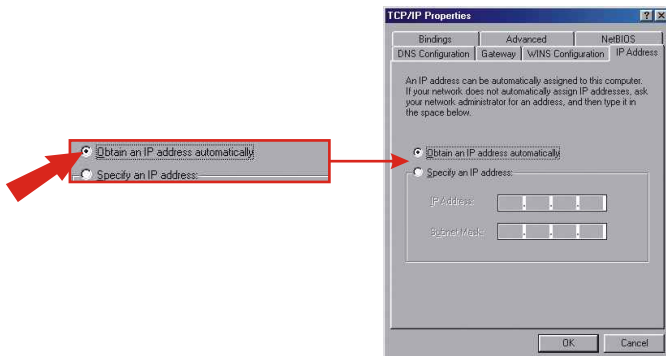 TCP/IP Properties
Bindings Advanced NetBIOS
DNS Configuration Gateway WINS Configuration IP Address
An IP address can be automatically assigned to this computer.
If your network does not automatically assign IP addresses, ask
your network administrator for an address, and then type it in
the space below.
Obtain an IP address automatically
Specify an IP address:
Obtain an IP address automatically
Specify an IP address:
IP Address:
Subnet Mask:
OK Cancel